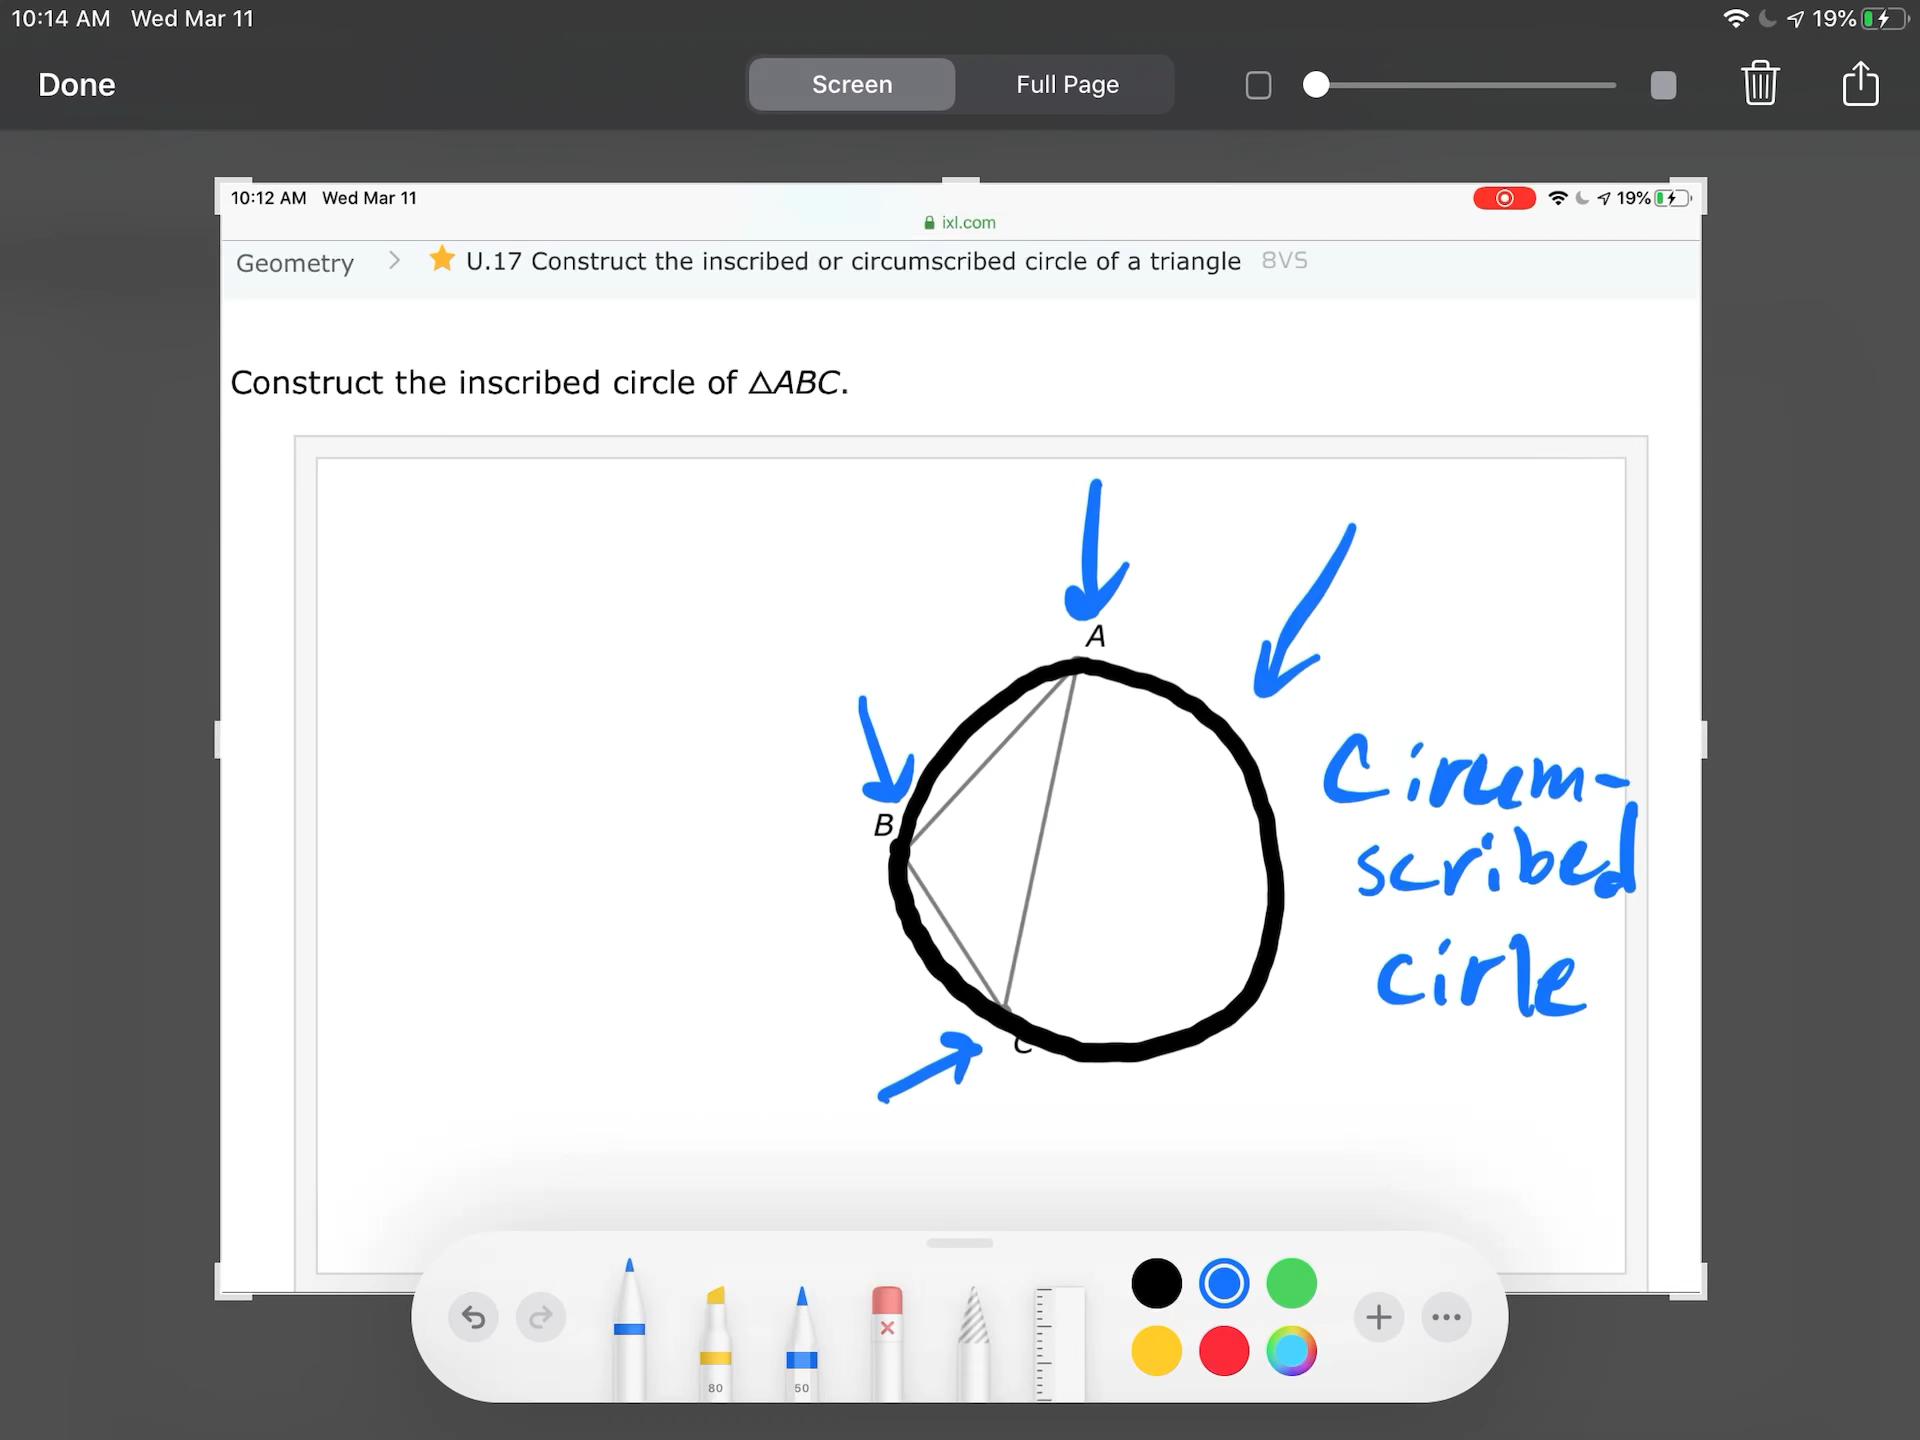 10:14 AM Wed Mar 11
19%
Done
Screen
Full Page
10:12 AM Wed Mar 11
19%
ixl.com
Geometry > U.17 Construct the inscribed or circumscribed circle of a triangle 8VS
Construct the inscribed circle of △ABC.
A
B
C
Cirum-
scribed
cirle
80
50